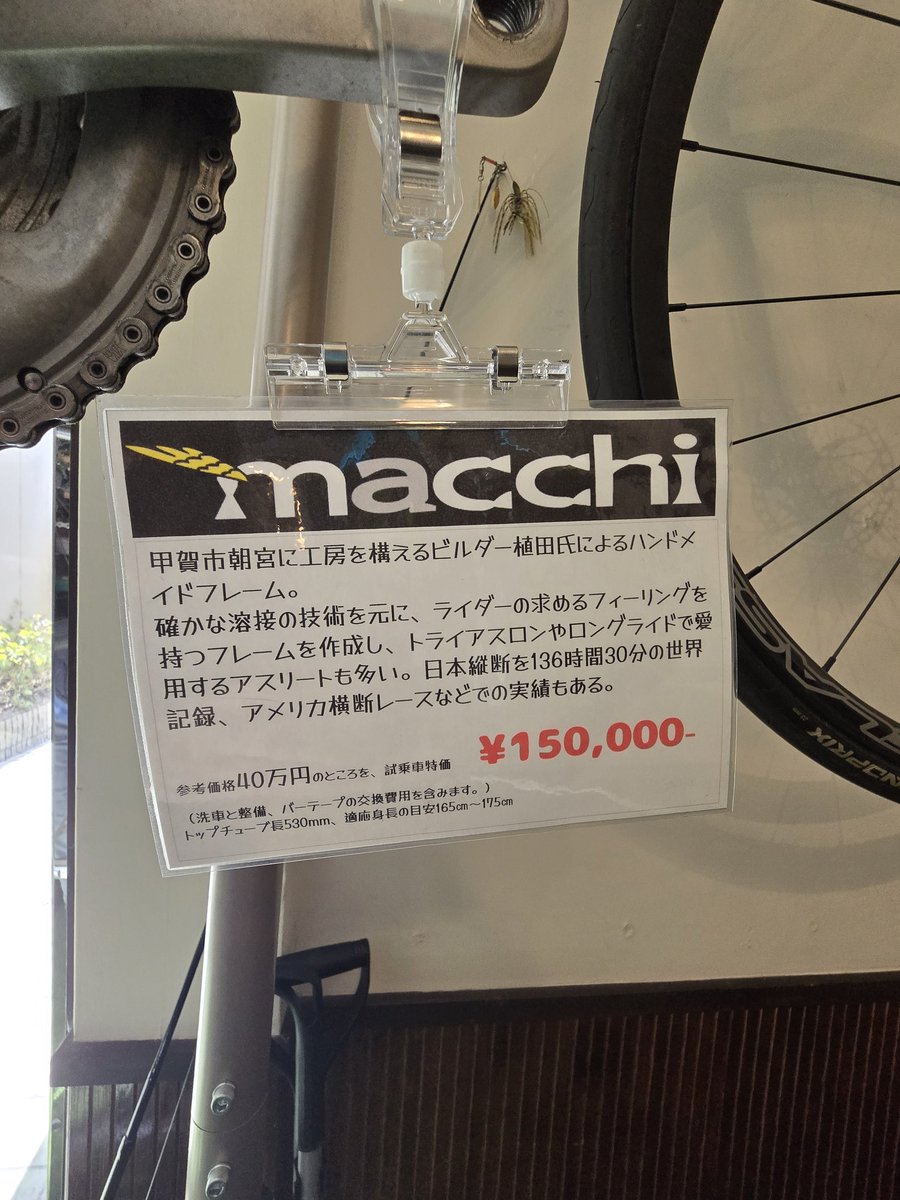 macchi
甲賀市朝宮に工房を構えるビルダー植田氏によるハンドメ
イドフレーム。
確かな溶接の技術を元に、ライダーの求めるフィーリングを
持つフレームを作成し、トライアスロンやロングライドで愛
用するアスリートも多い。日本縦断を136時間30分の世界
記録、アメリカ横断レースなどでの実績もある。
参考価格40万円のところを、試乗車特価 ¥150,000-
（洗車と整備、バーテープの交換費用を含みます。）
トップチューブ長530mm、適応身長の目安165㎝～175㎝